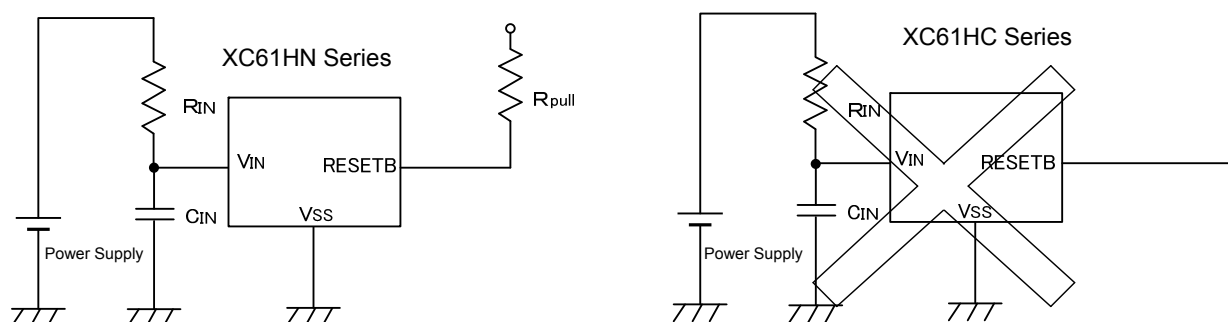 XC61HN Series
RIN
Rpull
VIN
RESETB
CIN
VSS
Power Supply
XC61HC Series
RIN
VIN
RESETB
CIN
VSS
Power Supply